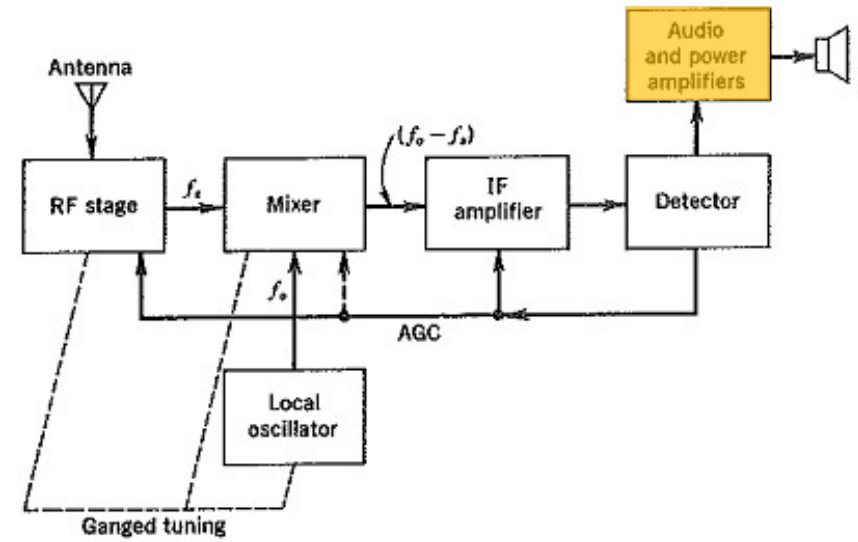 Audio
and power
amplifiers
Antenna
(fₒ − fₛ)
RF stage
fₛ
Mixer
IF
amplifier
Detector
fₒ
AGC
Local
oscillator
Ganged tuning